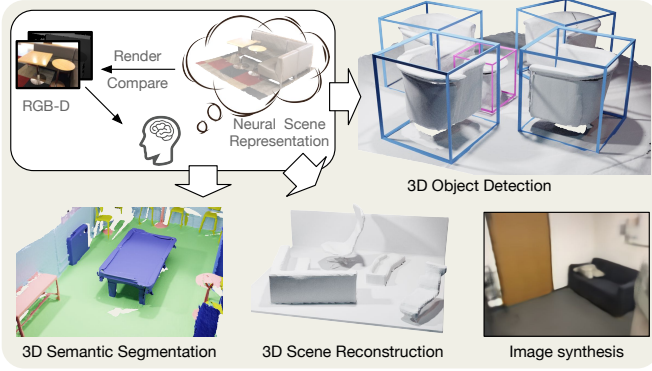 Render
Compare
RGB-D
Neural Scene
Representation
3D Object Detection
3D Semantic Segmentation
3D Scene Reconstruction
Image synthesis